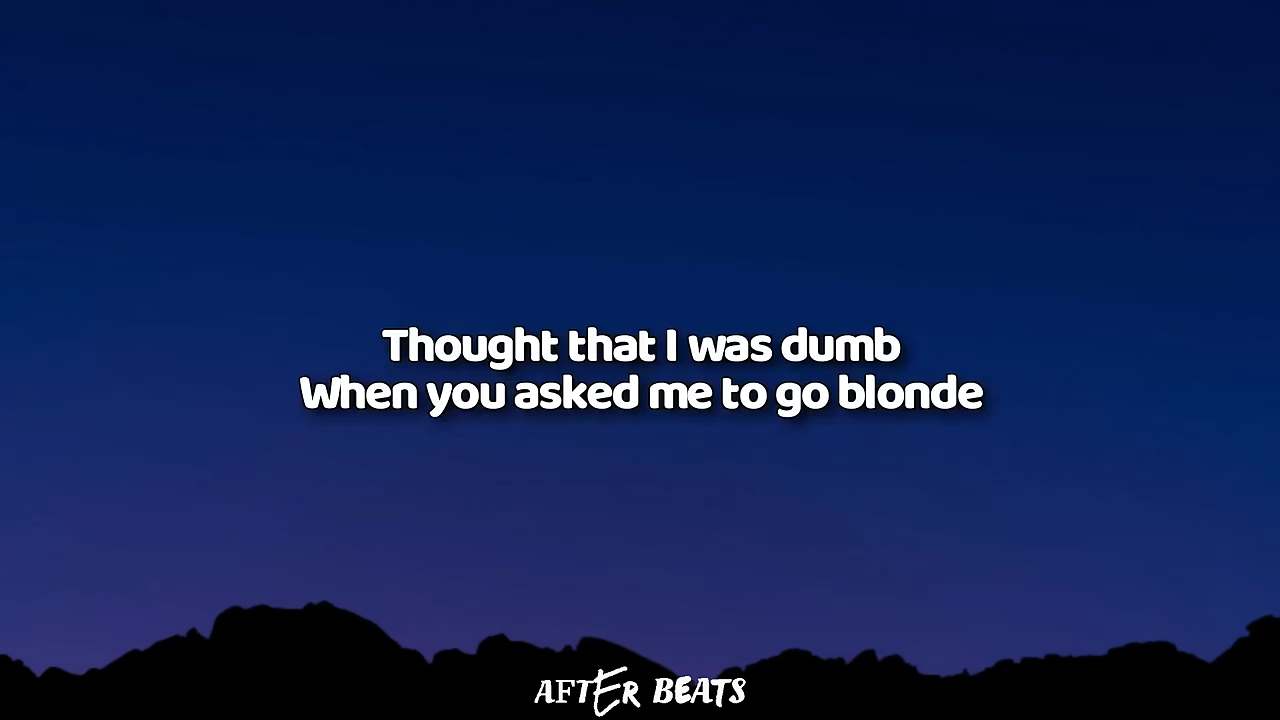 Thought that I was dumb
When you asked me to go blonde
AFTER BEATS